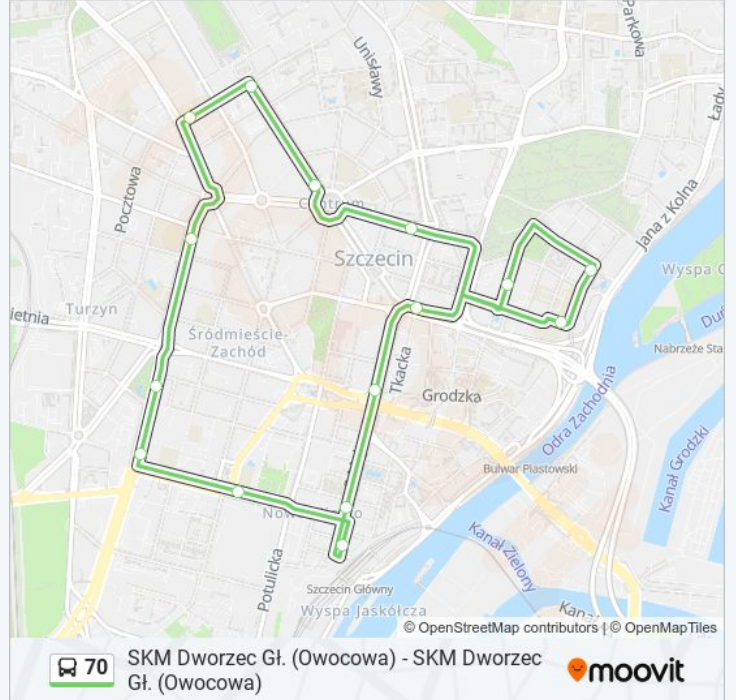 Parkowa
Unisławy
Łady
Pocztowa
Centrum
Jana z Kolna
Szczecin
Wyspa G
Turzyn
ietnia
Śródmieście-
Zachód
Duń
Nabrzeże Sta
Tkacka
Grodzka
Odra Zachodnia
Bulwar Piastowski
Kanał Grodzki
Kanał Zielony
Potulicka
Szczecin Główny
Wyspa Jaskółcza
© OpenStreetMap contributors | © OpenMapTiles
70
SKM Dworzec Gł. (Owocowa) - SKM Dworzec
Gł. (Owocowa)
moovit